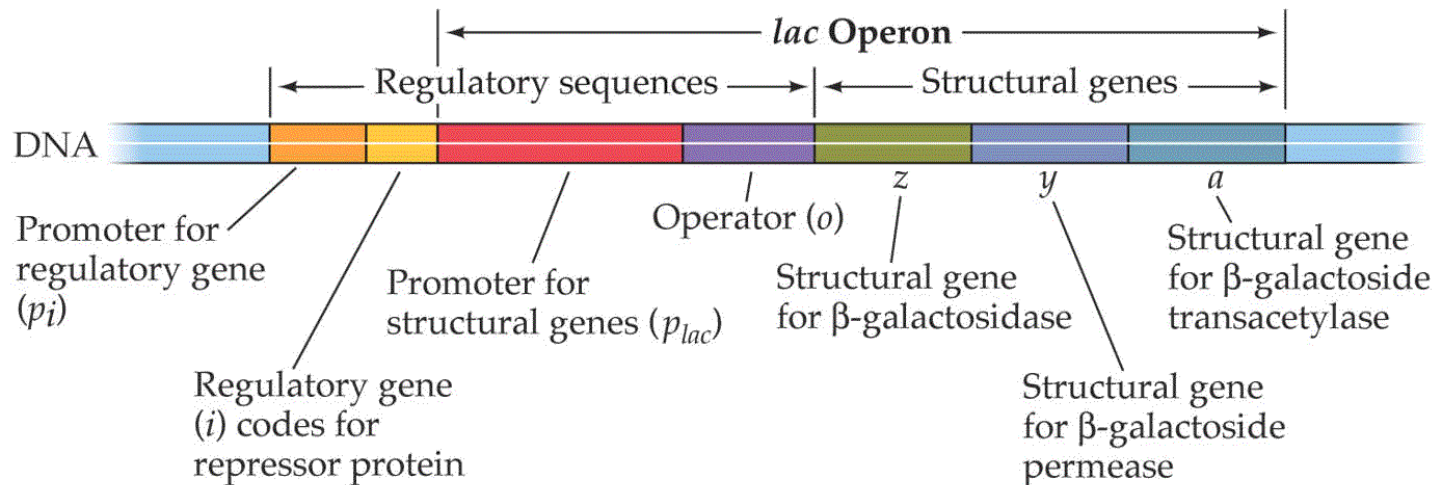 lac Operon
Regulatory sequences
Structural genes
DNA
z
y
a
Promoter for
regulatory gene
(pi)
Regulatory gene
(i) codes for
repressor protein
Promoter for
structural genes (plac)
Operator (o)
Structural gene
for β-galactosidase
Structural gene
for β-galactoside
permease
Structural gene
for β-galactoside
transacetylase